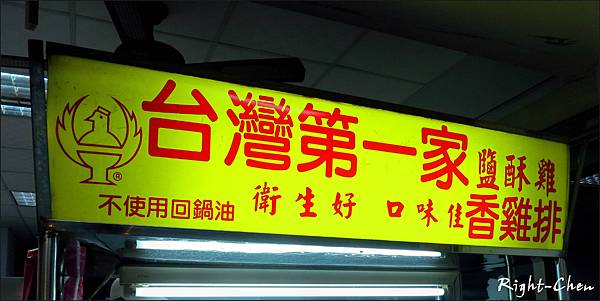 台灣第一家鹽酥雞
香雞排
不使用回鍋油 衛生好 口味佳
®
Right-Chen